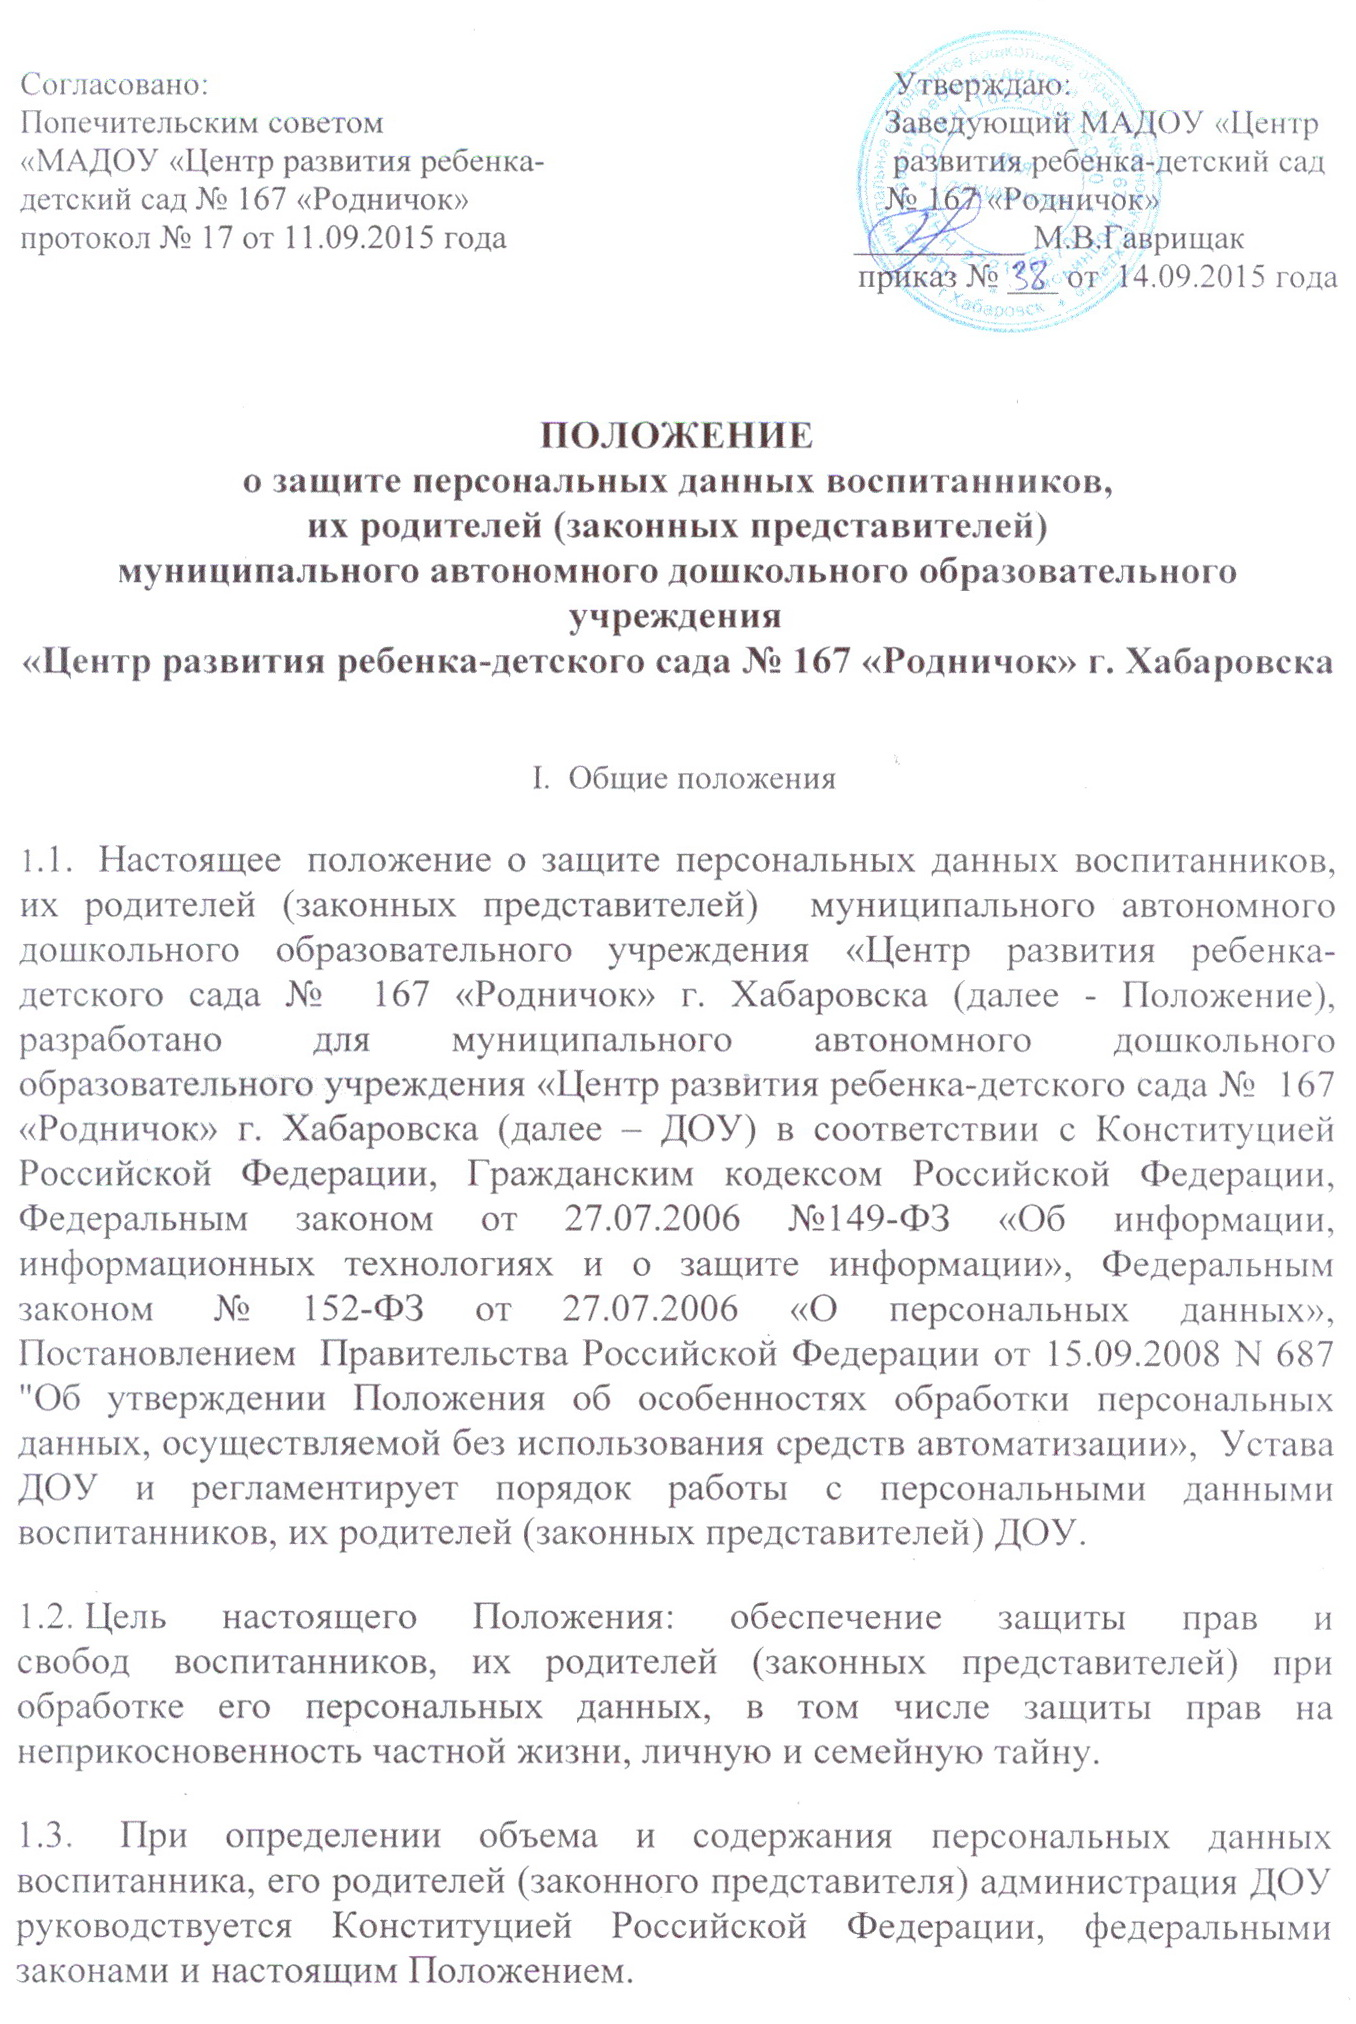 Согласовано:
Попечительским советом
«МАДОУ «Центр развития ребенка-
детский сад № 167 «Родничок»
протокол № 17 от 11.09.2015 года
Утверждаю:
Заведующий МАДОУ «Центр
развития ребенка-детский сад
№ 167 «Родничок»
__________ М.В.Гаврищак
приказ № 38 от 14.09.2015 года
г Хабаровск
ПОЛОЖЕНИЕ
о защите персональных данных воспитанников,
их родителей (законных представителей)
муниципального автономного дошкольного образовательного
учреждения
«Центр развития ребенка-детского сада № 167 «Родничок» г. Хабаровска
I. Общие положения
1.1. Настоящее положение о защите персональных данных воспитанников,
их родителей (законных представителей) муниципального автономного
дошкольного образовательного учреждения «Центр развития ребенка-
детского сада № 167 «Родничок» г. Хабаровска (далее - Положение),
разработано для муниципального автономного дошкольного
образовательного учреждения «Центр развития ребенка-детского сада № 167
«Родничок» г. Хабаровска (далее – ДОУ) в соответствии с Конституцией
Российской Федерации, Гражданским кодексом Российской Федерации,
Федеральным законом от 27.07.2006 №149-ФЗ «Об информации,
информационных технологиях и о защите информации», Федеральным
законом № 152-ФЗ от 27.07.2006 «О персональных данных»,
Постановлением Правительства Российской Федерации от 15.09.2008 N 687
"Об утверждении Положения об особенностях обработки персональных
данных, осуществляемой без использования средств автоматизации», Устава
ДОУ и регламентирует порядок работы с персональными данными
воспитанников, их родителей (законных представителей) ДОУ.
1.2. Цель настоящего Положения: обеспечение защиты прав и
свобод воспитанников, их родителей (законных представителей) при
обработке его персональных данных, в том числе защиты прав на
неприкосновенность частной жизни, личную и семейную тайну.
1.3. При определении объема и содержания персональных данных
воспитанника, его родителей (законного представителя) администрация ДОУ
руководствуется Конституцией Российской Федерации, федеральными
законами и настоящим Положением.